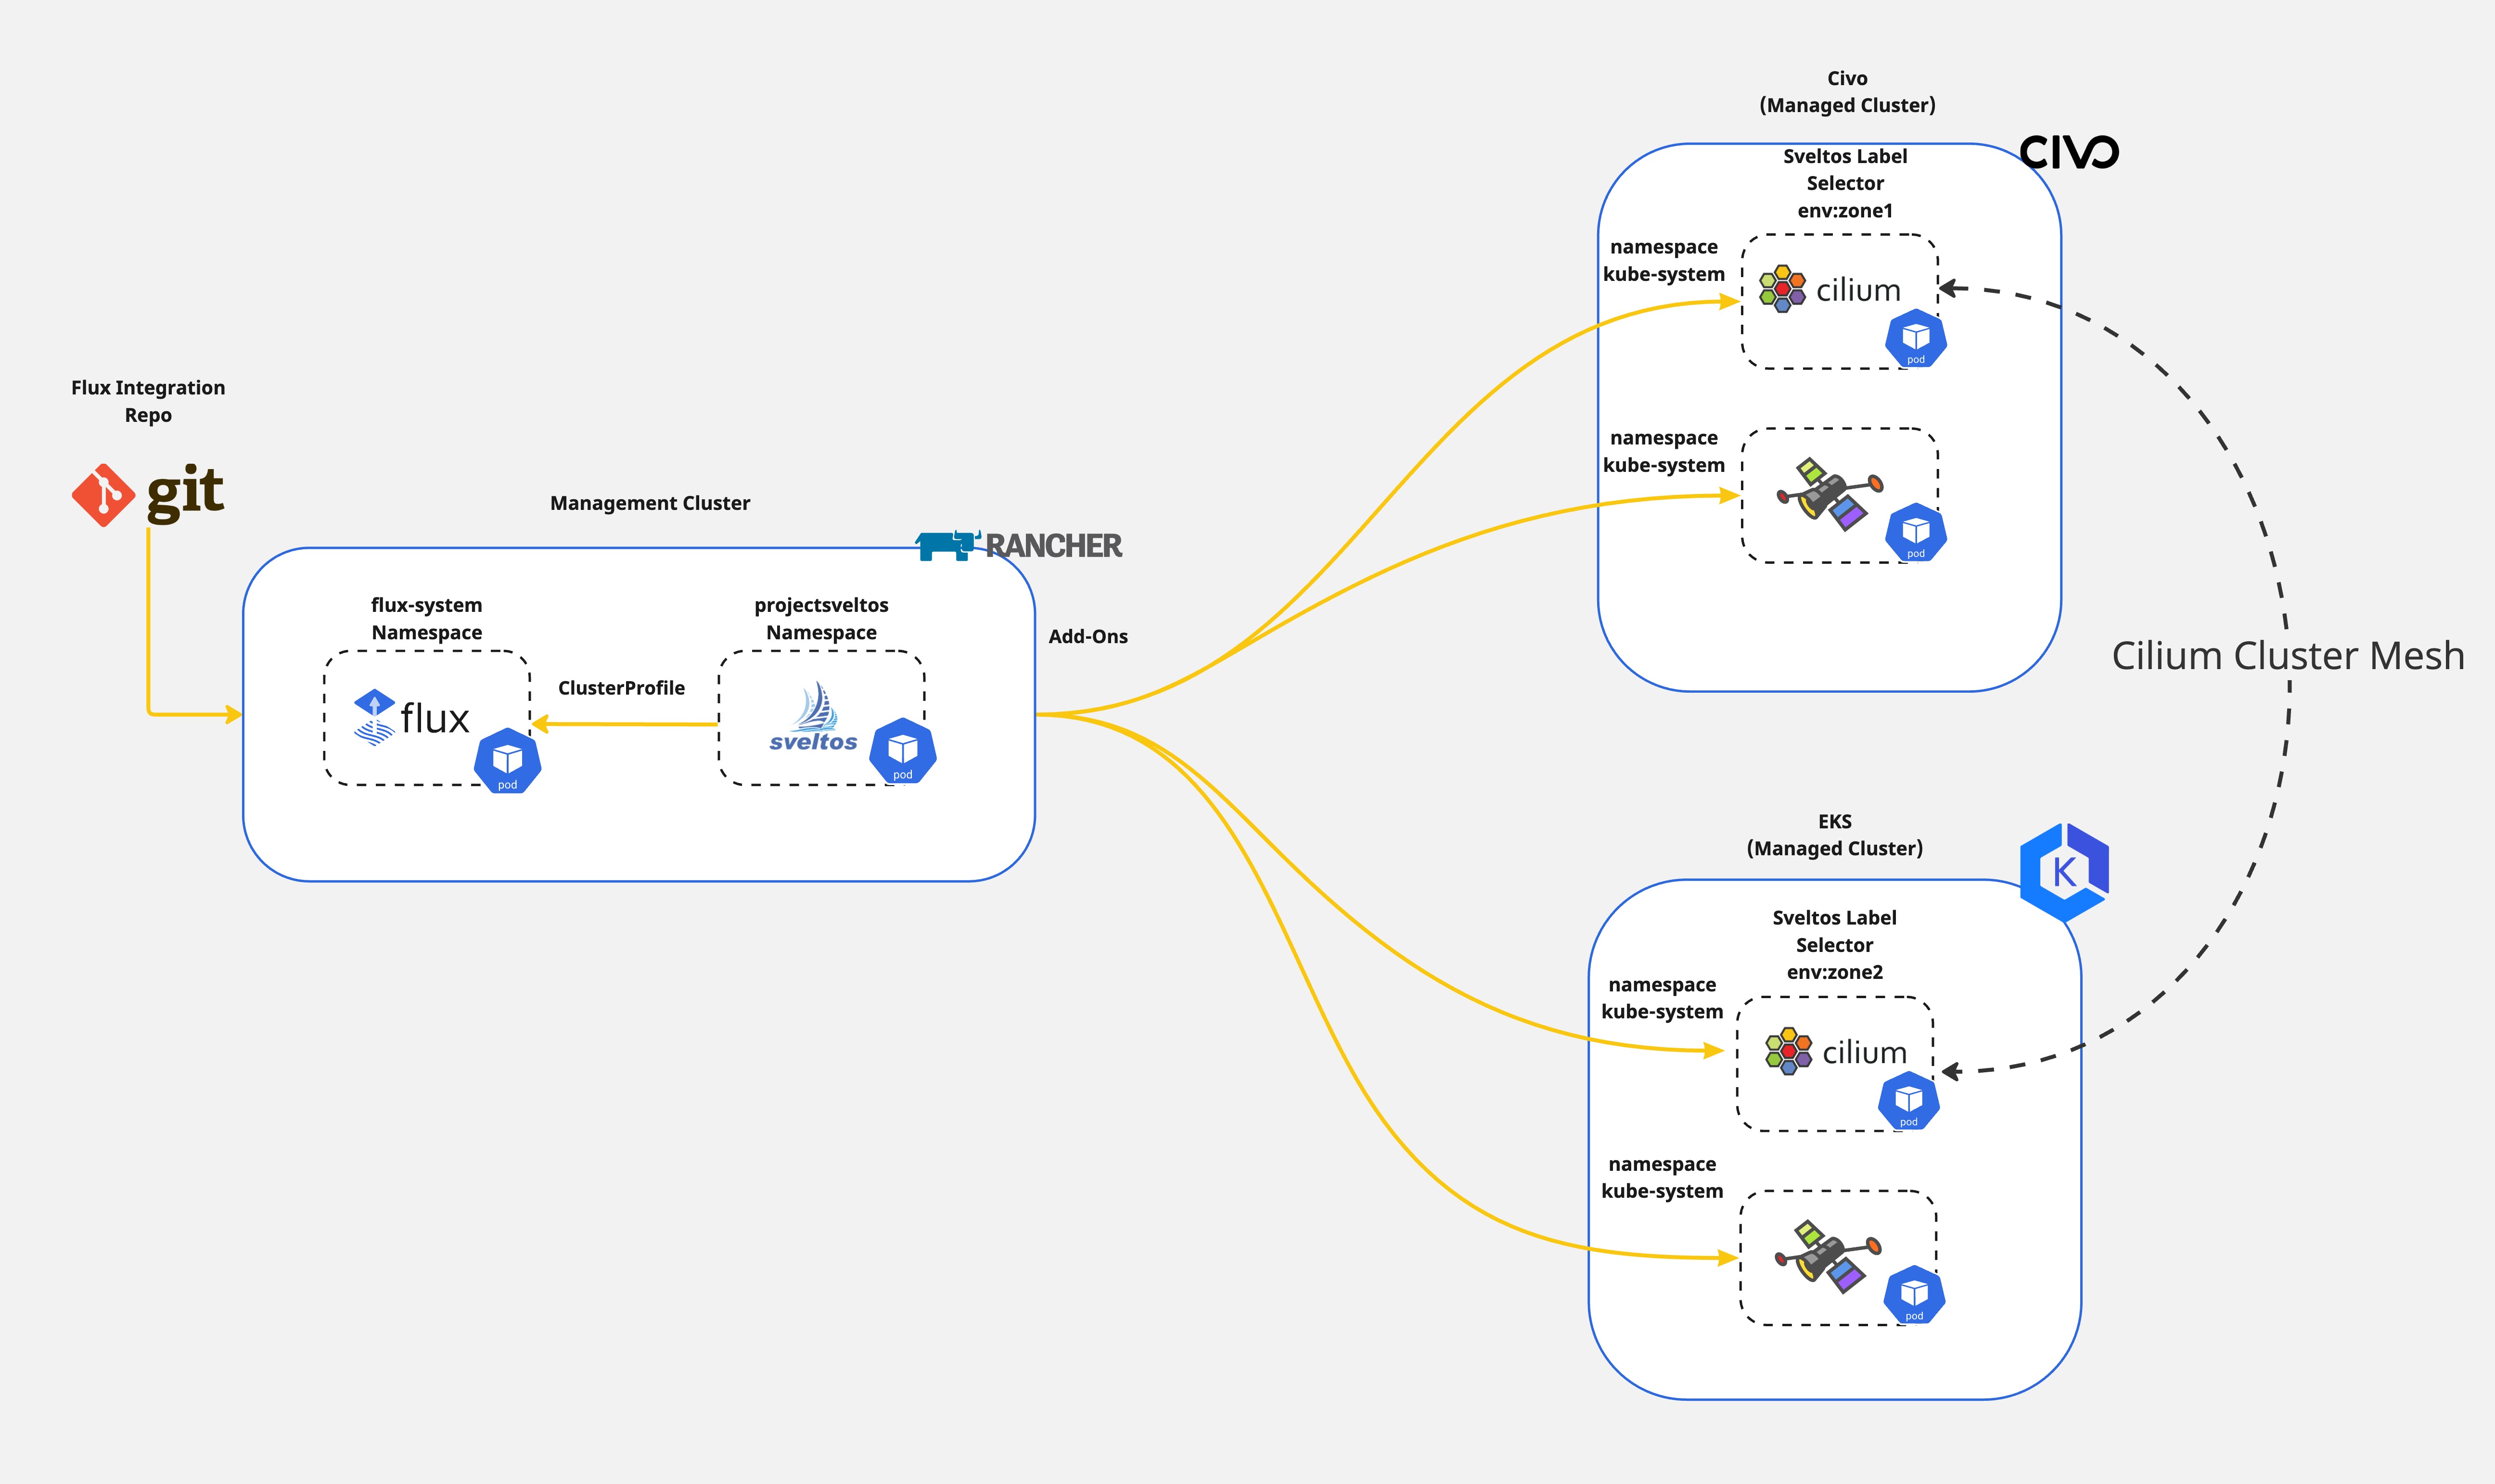 Flux Integration
Repo
git
Management Cluster
RANCHER
flux-system
Namespace
flux
pod
ClusterProfile
projectsveltos
Namespace
sveltos
pod
Add-Ons
Civo
(Managed Cluster)
CIVO
Sveltos Label
Selector
env:zone1
namespace
kube-system
cilium
pod
namespace
kube-system
pod
Cilium Cluster Mesh
EKS
(Managed Cluster)
K
Sveltos Label
Selector
env:zone2
namespace
kube-system
cilium
pod
namespace
kube-system
pod